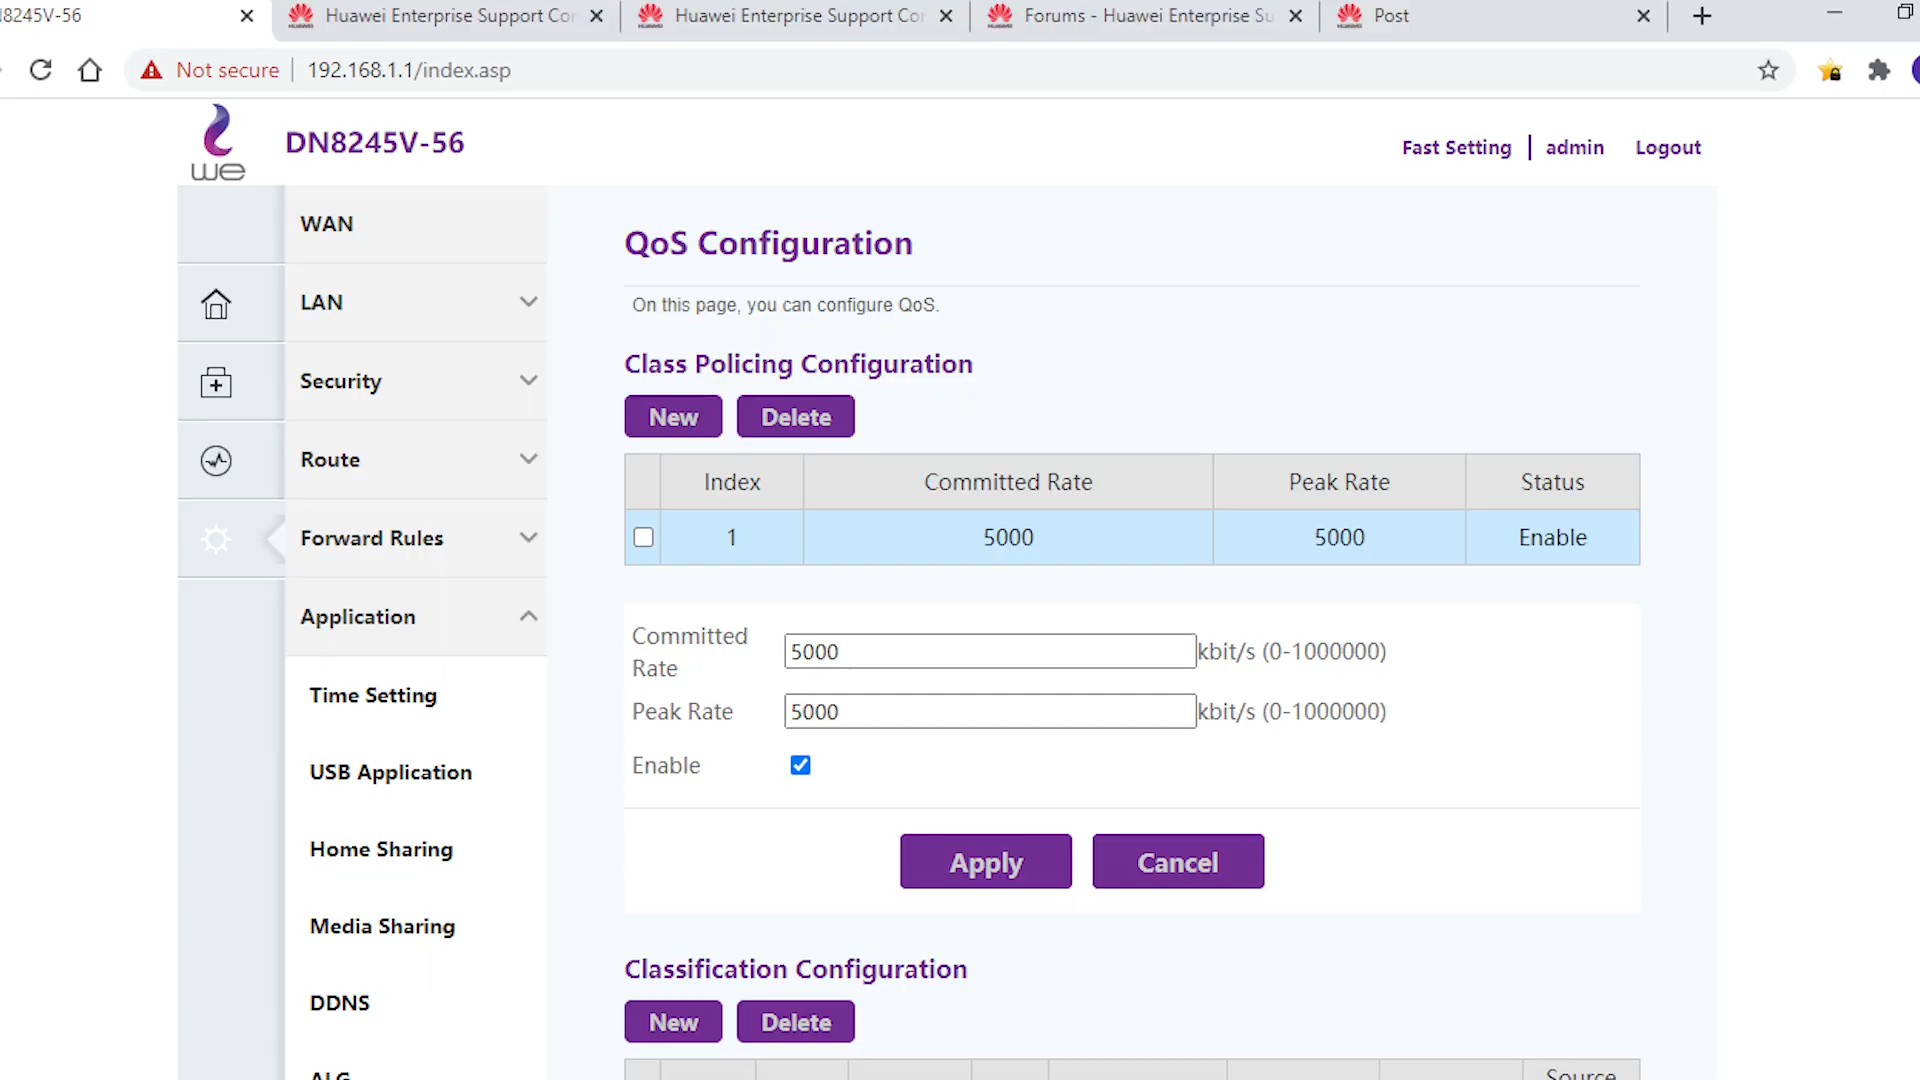 8245V-56
Huawei Enterprise Support Co
Huawei Enterprise Support Co
Forums - Huawei Enterprise Su
Post
Not secure
192.168.1.1/index.asp
we
DN8245V-56
Fast Setting
admin
Logout
WAN
LAN
Security
Route
Forward Rules
Application
Time Setting
USB Application
Home Sharing
Media Sharing
DDNS
ALG
QoS Configuration
On this page, you can configure QoS.
Class Policing Configuration
New Delete
Index Committed Rate Peak Rate Status
1 5000 5000 Enable
Committed Rate 5000 kbit/s (0-1000000)
Peak Rate 5000 kbit/s (0-1000000)
Enable
Apply Cancel
Classification Configuration
New Delete
Source